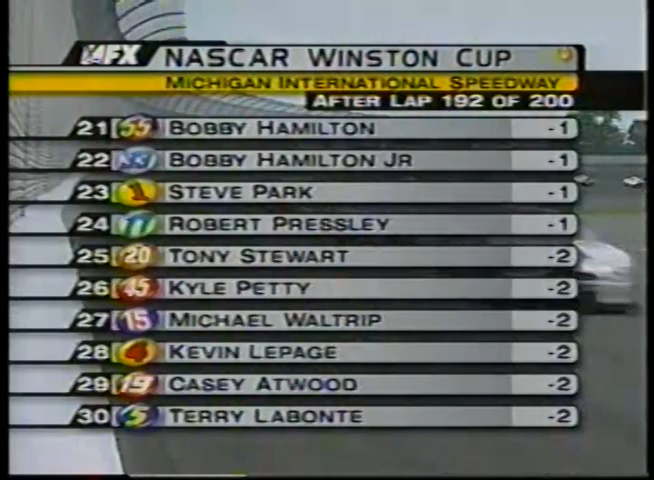 FX NASCAR WINSTON CUP
MICHIGAN INTERNATIONAL SPEEDWAY
AFTER LAP 192 OF 200
21 55 BOBBY HAMILTON -1
22 BOBBY HAMILTON JR -1
23 1 STEVE PARK -1
24 77 ROBERT PRESSLEY -1
25 20 TONY STEWART -2
26 45 KYLE PETTY -2
27 15 MICHAEL WALTRIP -2
28 4 KEVIN LEPAGE -2
29 19 CASEY ATWOOD -2
30 5 TERRY LABONTE -2